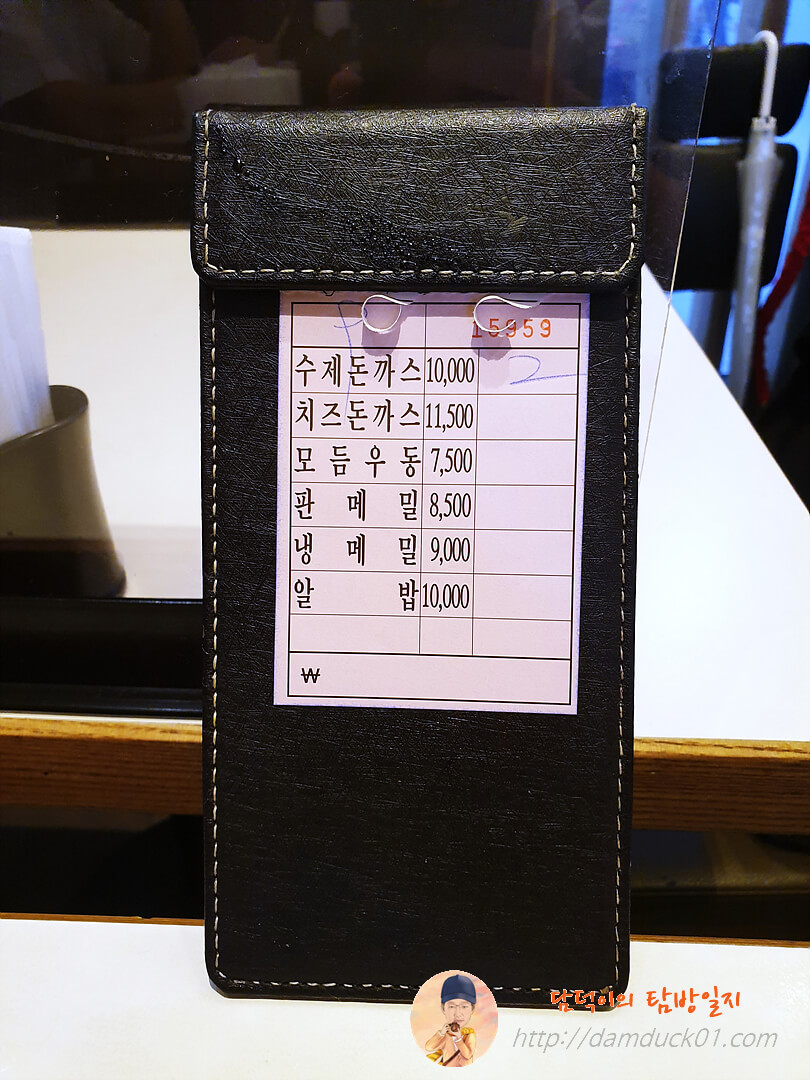 15959
수제돈까스 10,000 2
치즈돈까스 11,500
모듬우동 7,500
판메밀 8,500
냉메밀 9,000
알밥 10,000
₩
담덕이의 탐방일지
http://damduck01.com